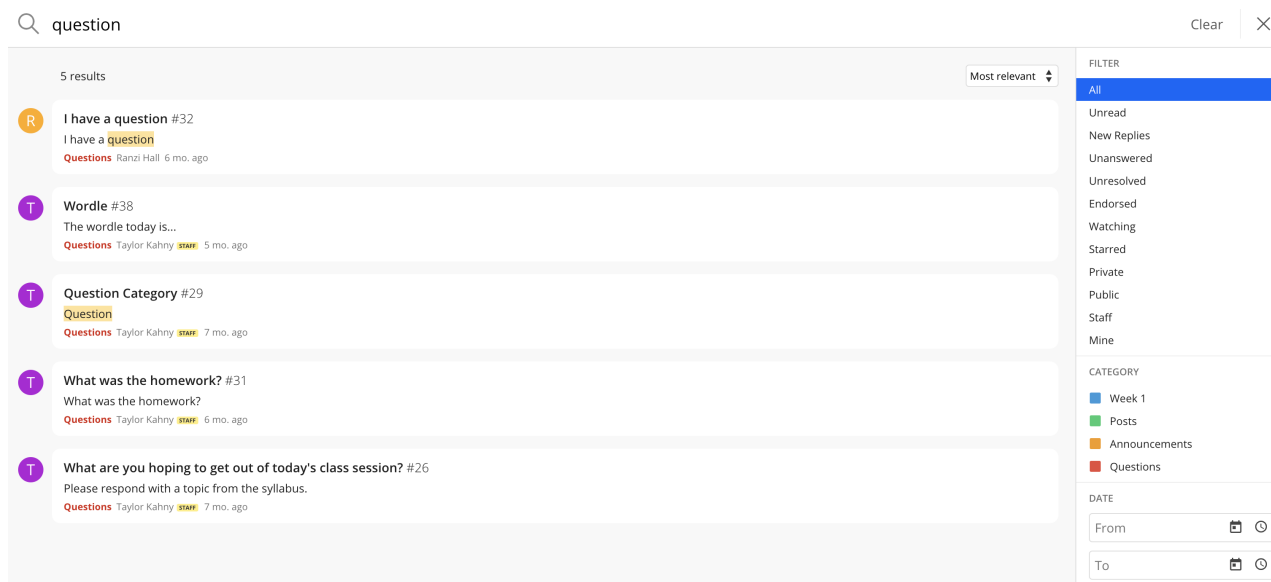 question
Clear
5 results
Most relevant
R
I have a question #32
I have a question
Questions Ranzi Hall 6 mo. ago
T
Wordle #38
The wordle today is...
Questions Taylor Kahny STAFF 5 mo. ago
T
Question Category #29
Question
Questions Taylor Kahny STAFF 7 mo. ago
T
What was the homework? #31
What was the homework?
Questions Taylor Kahny STAFF 6 mo. ago
T
What are you hoping to get out of today's class session? #26
Please respond with a topic from the syllabus.
Questions Taylor Kahny STAFF 7 mo. ago
FILTER
All
Unread
New Replies
Unanswered
Unresolved
Endorsed
Watching
Starred
Private
Public
Staff
Mine
CATEGORY
Week 1
Posts
Announcements
Questions
DATE
From
To